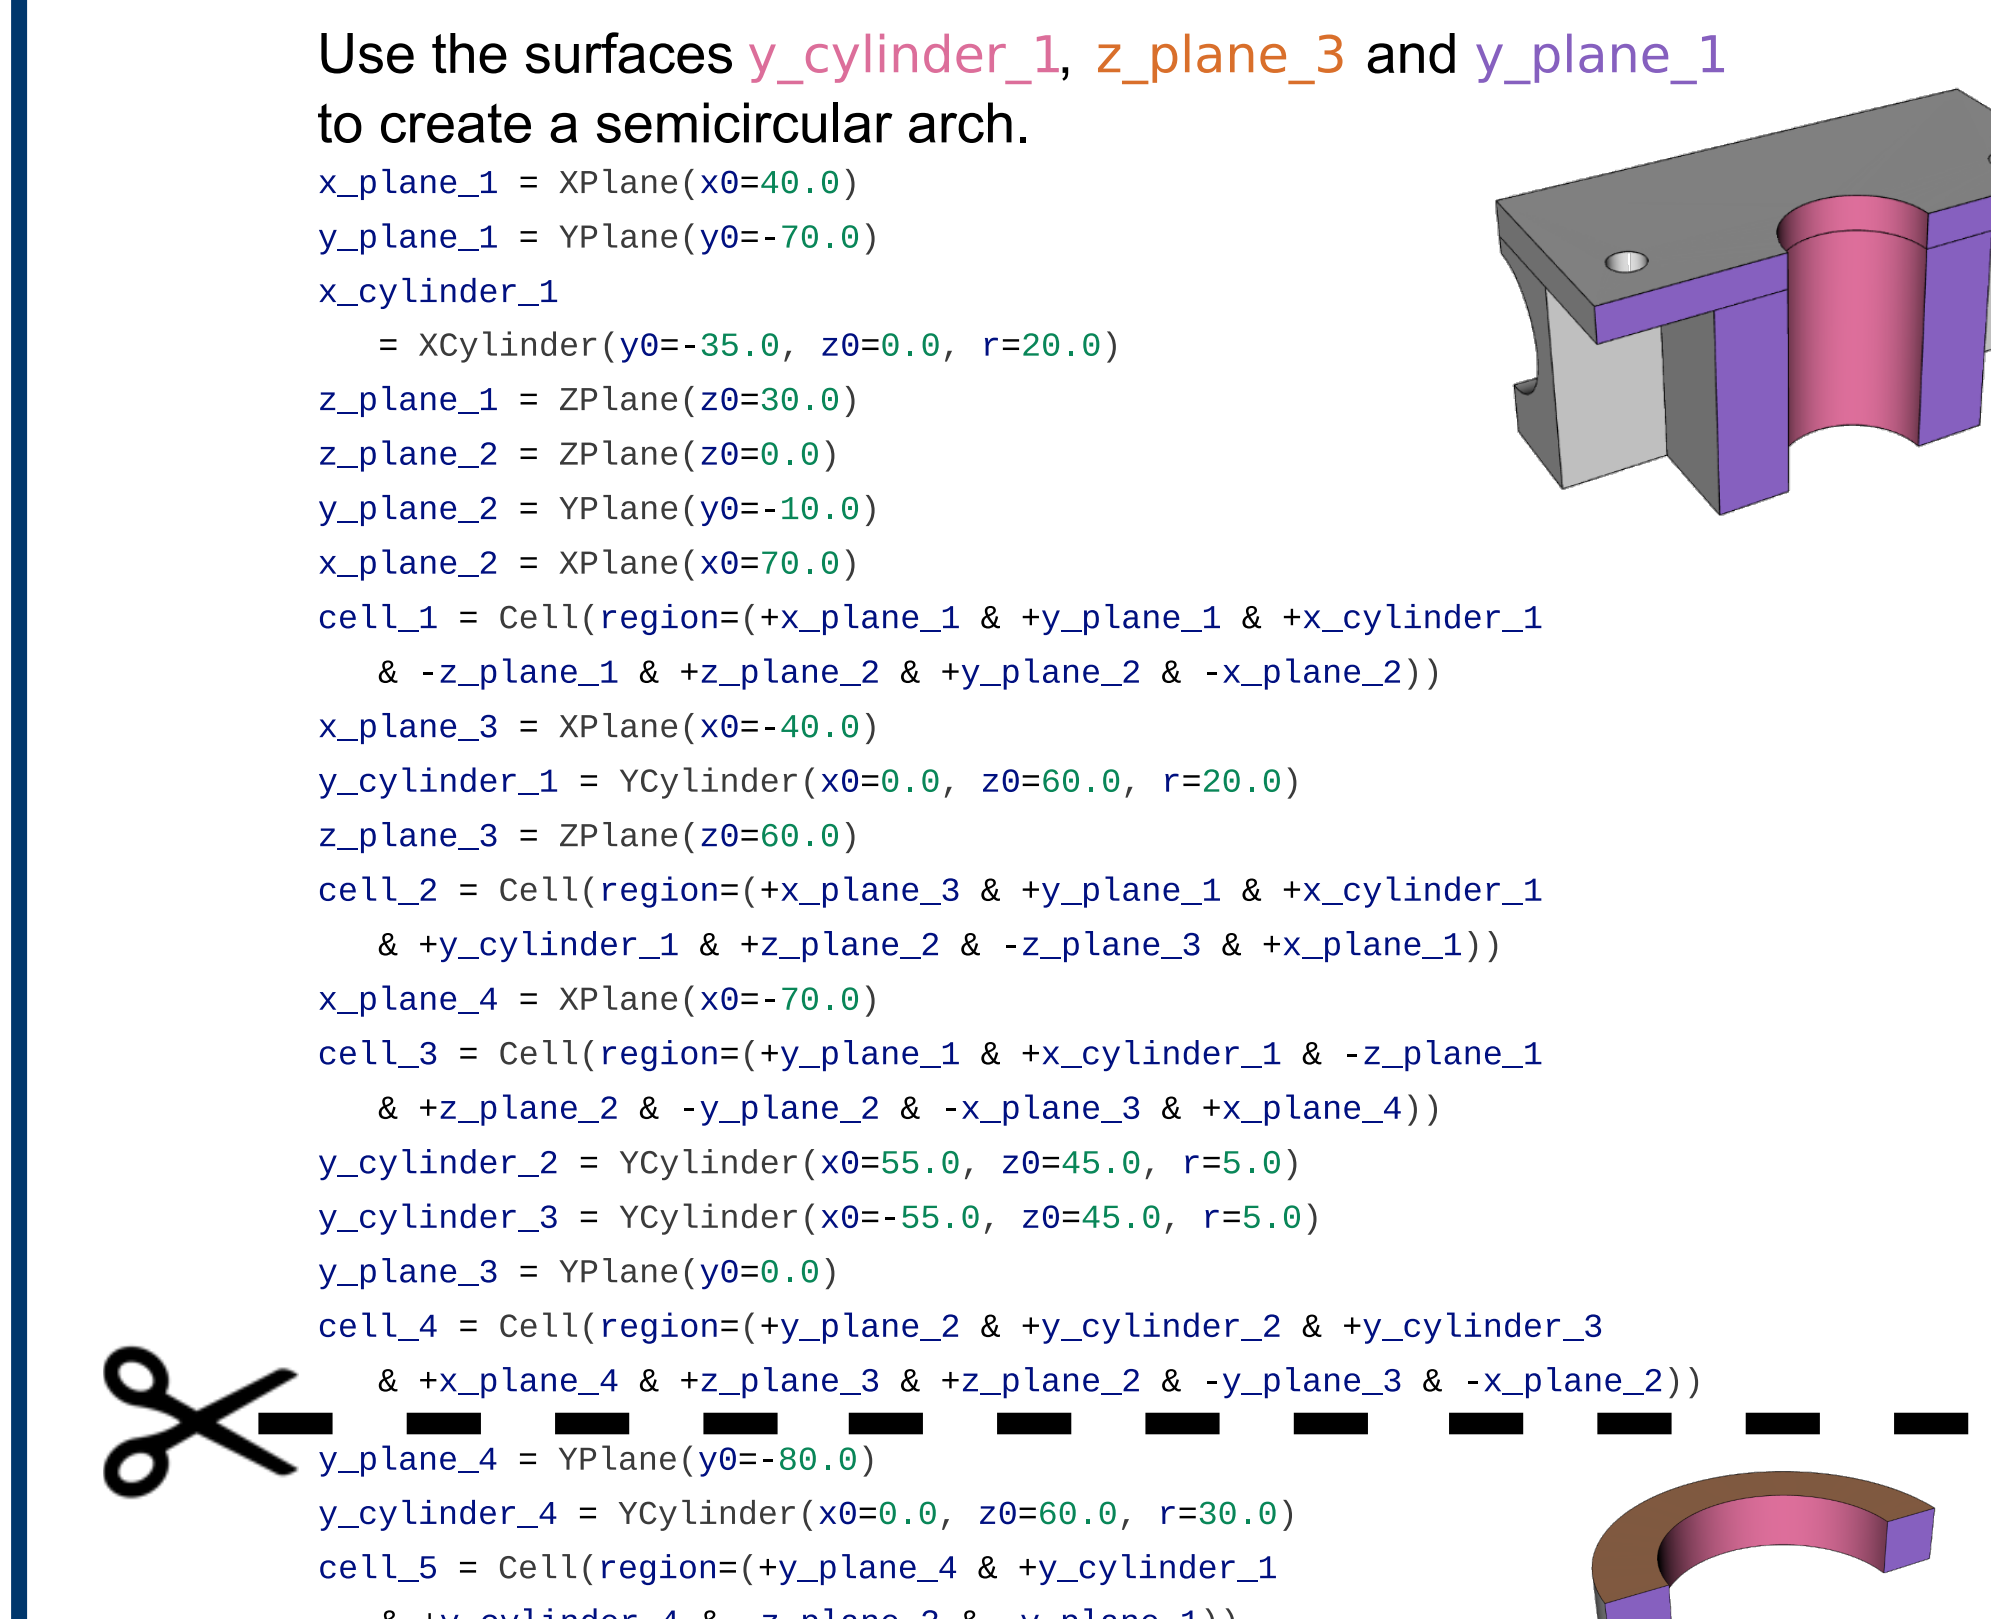 Use the surfaces y_cylinder_1, z_plane_3 and y_plane_1
to create a semicircular arch.
x_plane_1 = XPlane(x0=40.0)
y_plane_1 = YPlane(y0=-70.0)
x_cylinder_1
= XCylinder(y0=-35.0, z0=0.0, r=20.0)
z_plane_1 = ZPlane(z0=30.0)
z_plane_2 = ZPlane(z0=0.0)
y_plane_2 = YPlane(y0=-10.0)
x_plane_2 = XPlane(x0=70.0)
cell_1 = Cell(region=(+x_plane_1 & +y_plane_1 & +x_cylinder_1
& -z_plane_1 & +z_plane_2 & +y_plane_2 & -x_plane_2))
x_plane_3 = XPlane(x0=-40.0)
y_cylinder_1 = YCylinder(x0=0.0, z0=60.0, r=20.0)
z_plane_3 = ZPlane(z0=60.0)
cell_2 = Cell(region=(+x_plane_3 & +y_plane_1 & +x_cylinder_1
& +y_cylinder_1 & +z_plane_2 & -z_plane_3 & +x_plane_1))
x_plane_4 = XPlane(x0=-70.0)
cell_3 = Cell(region=(+y_plane_1 & +x_cylinder_1 & -z_plane_1
& +z_plane_2 & -y_plane_2 & -x_plane_3 & +x_plane_4))
y_cylinder_2 = YCylinder(x0=55.0, z0=45.0, r=5.0)
y_cylinder_3 = YCylinder(x0=-55.0, z0=45.0, r=5.0)
y_plane_3 = YPlane(y0=0.0)
cell_4 = Cell(region=(+y_plane_2 & +y_cylinder_2 & +y_cylinder_3
& +x_plane_4 & +z_plane_3 & +z_plane_2 & -y_plane_3 & -x_plane_2))
y_plane_4 = YPlane(y0=-80.0)
y_cylinder_4 = YCylinder(x0=0.0, z0=60.0, r=30.0)
cell_5 = Cell(region=(+y_plane_4 & +y_cylinder_1